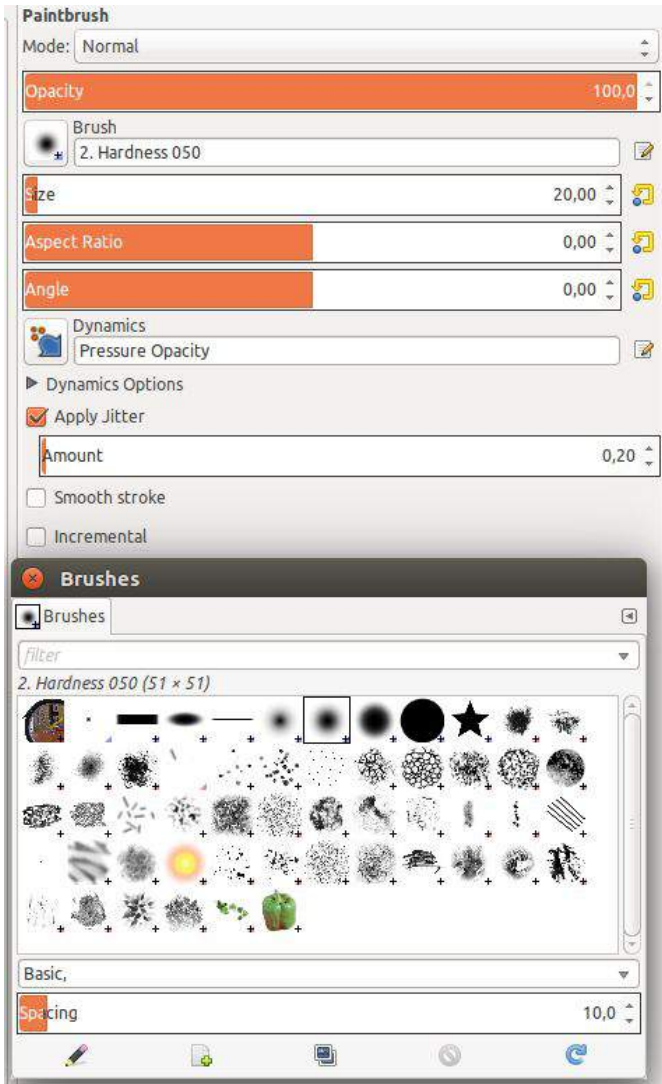 Paintbrush
Mode: Normal
Opacity 100,0
Brush
2. Hardness 050
Size 20,00
Aspect Ratio 0,00
Angle 0,00
Dynamics
Pressure Opacity
Dynamics Options
Apply Jitter
Amount 0,20
Smooth stroke
Incremental
Brushes
Brushes
filter
2. Hardness 050 (51 × 51)
Basic,
Spacing 10,0